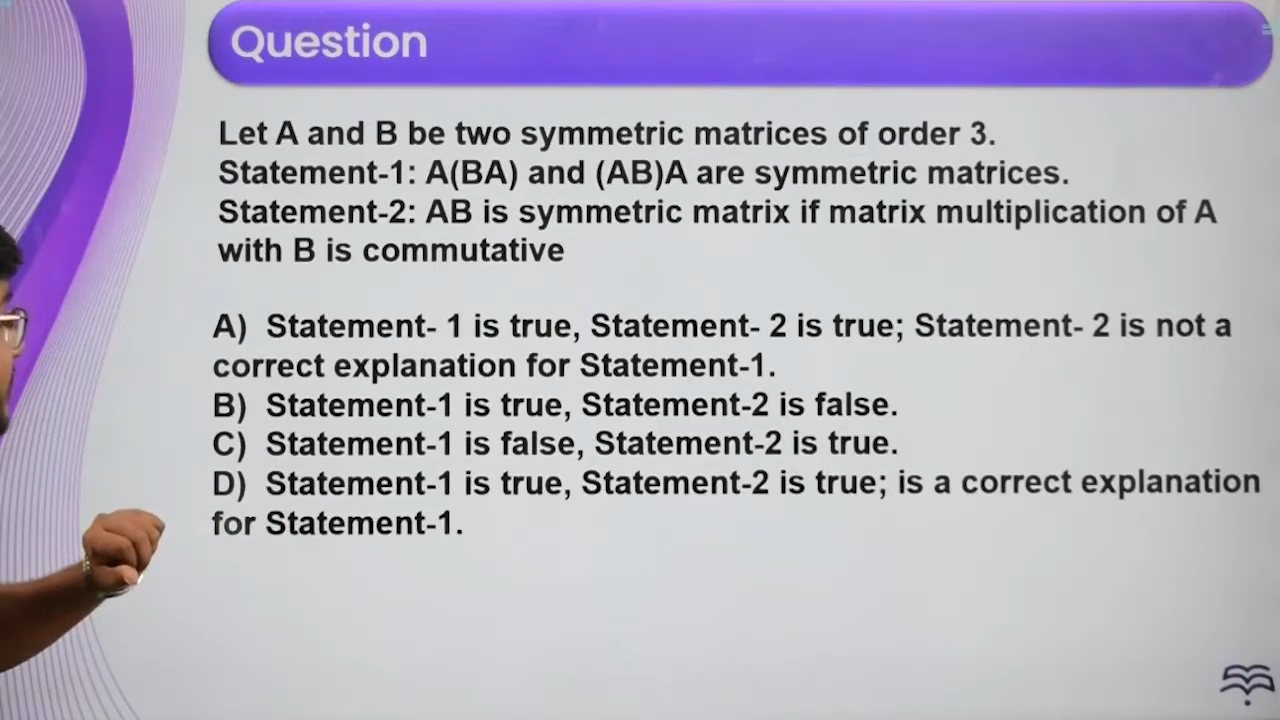 Question
Let A and B be two symmetric matrices of order 3.
Statement-1: A(BA) and (AB)A are symmetric matrices.
Statement-2: AB is symmetric matrix if matrix multiplication of A
with B is commutative
A) Statement- 1 is true, Statement- 2 is true; Statement- 2 is not a
correct explanation for Statement-1.
B) Statement-1 is true, Statement-2 is false.
C) Statement-1 is false, Statement-2 is true.
D) Statement-1 is true, Statement-2 is true; is a correct explanation
for Statement-1.